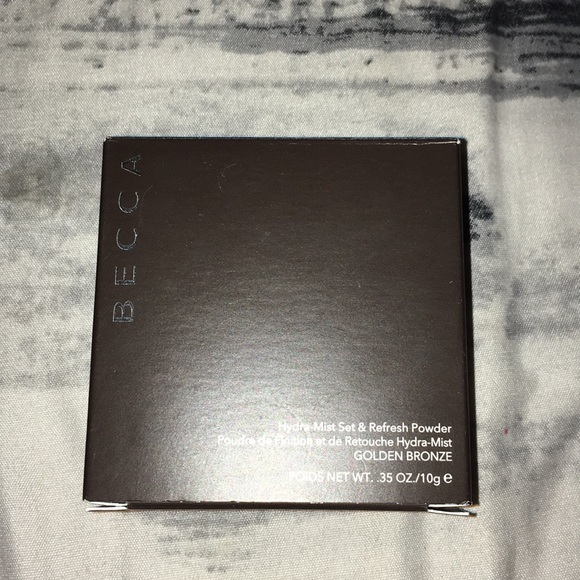 BECCA
Hydra-Mist Set & Refresh Powder
Poudre de Finition et de Retouche Hydra-Mist
GOLDEN BRONZE
POIDS NET WT. .35 OZ./10g e